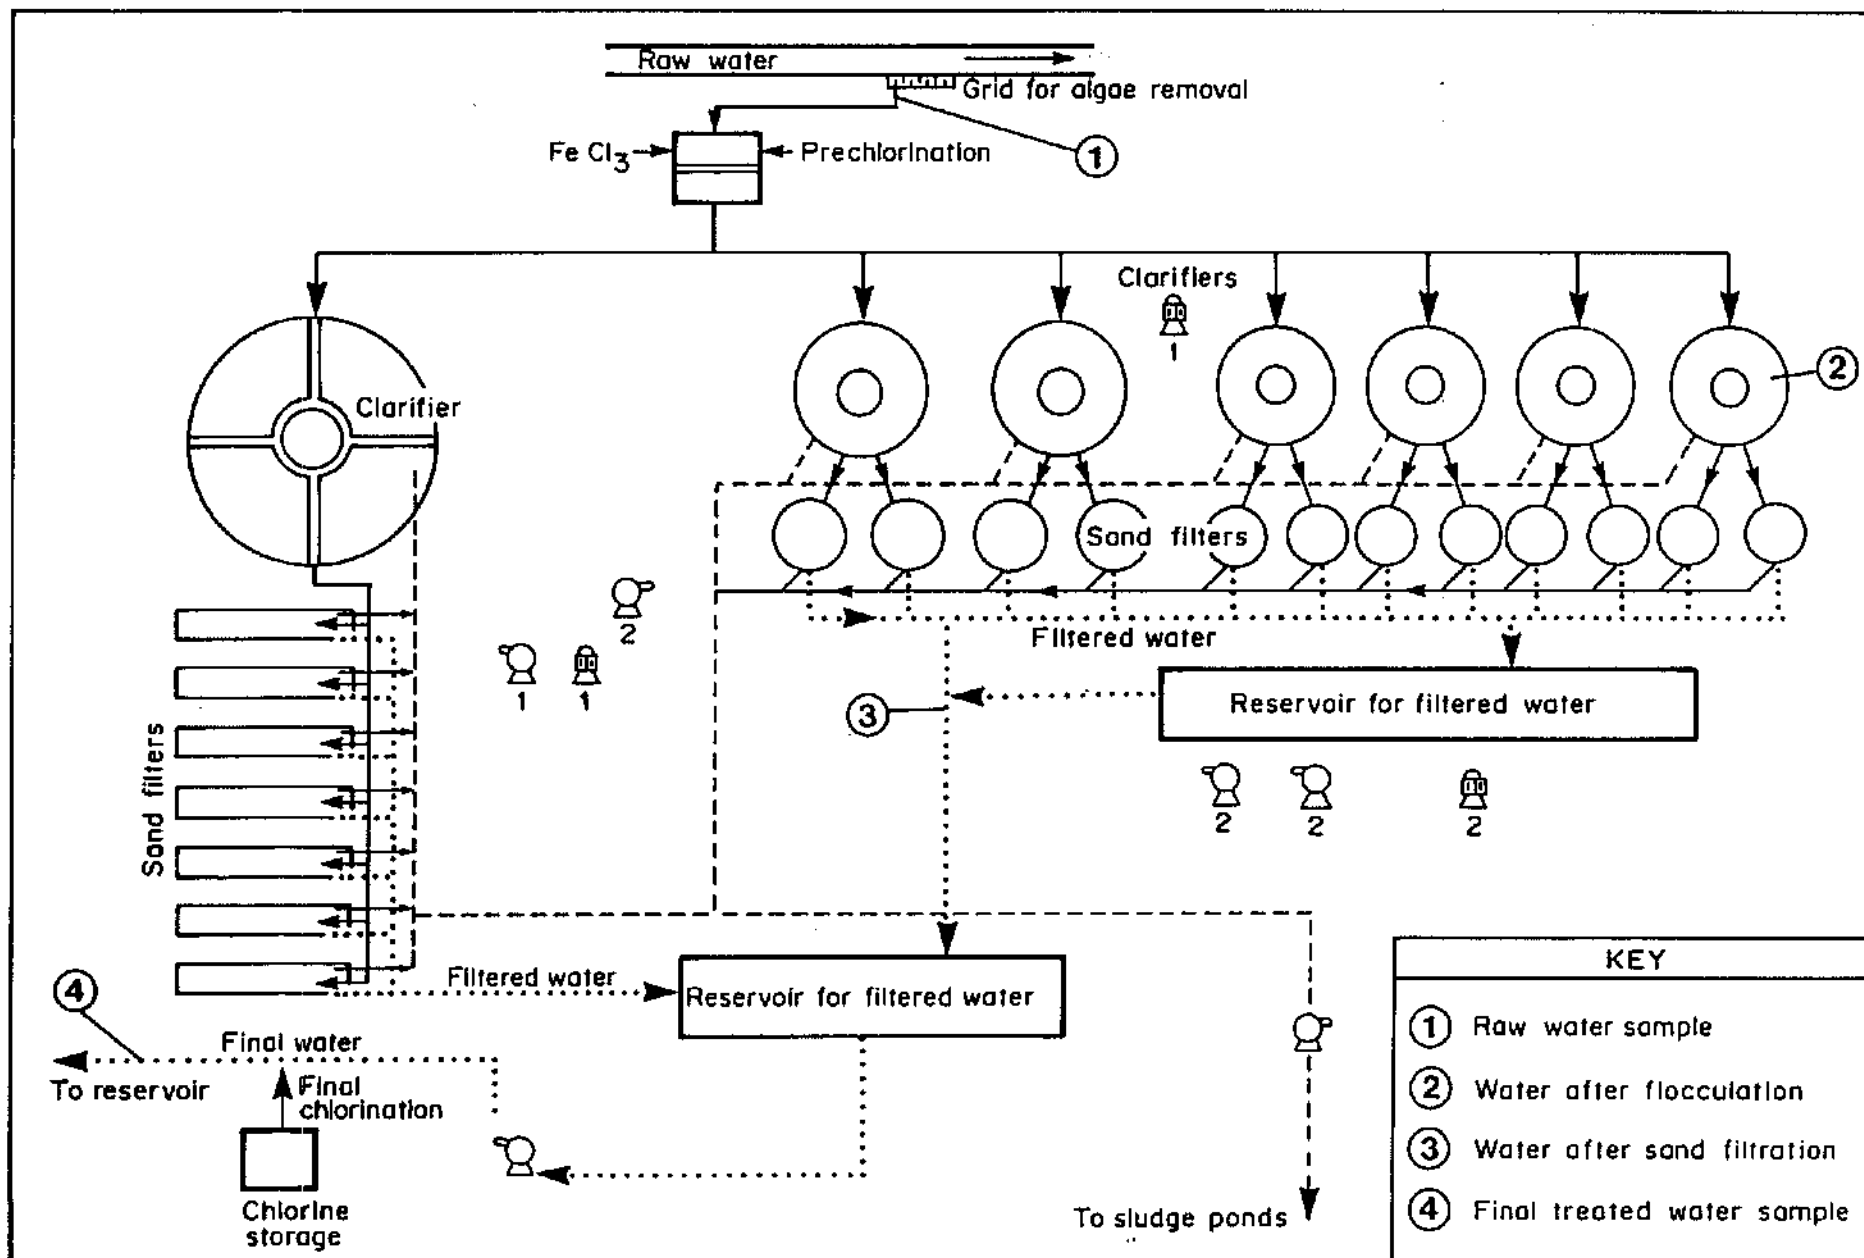 Raw water
Grid for algae removal
Fe Cl3
Prechlorination
1
Clarifiers
1
2
Clarifier
Sand filters
2
1
1
Filtered water
3
Reservoir for filtered water
2
2
2
Sand filters
4
Filtered water
Reservoir for filtered water
Final water
To reservoir
Final
chlorination
Chlorine
storage
To sludge ponds
KEY
1 Raw water sample
2 Water after flocculation
3 Water after sand filtration
4 Final treated water sample